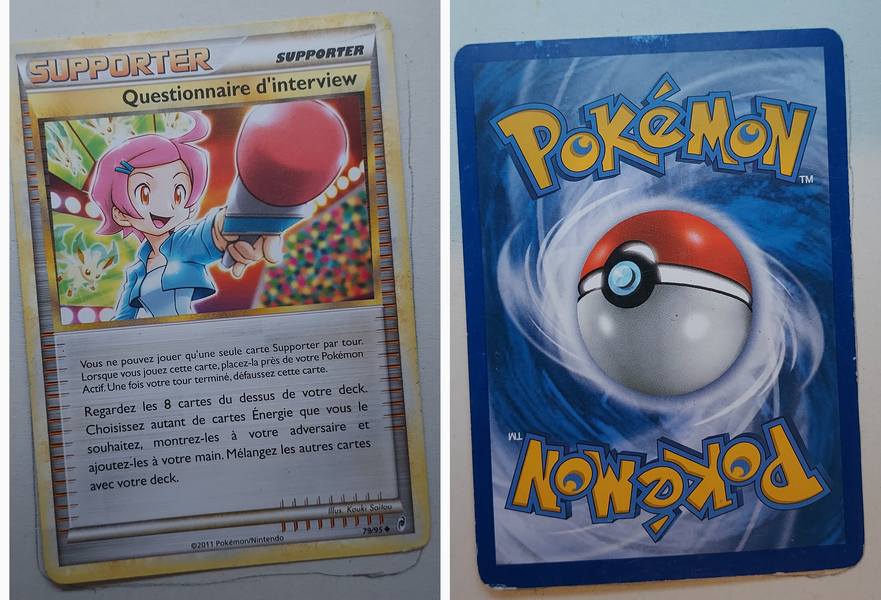 SUPPORTER
SUPPORTER
Questionnaire d'interview
Vous ne pouvez jouer qu'une seule carte Supporter par tour.
Lorsque vous jouez cette carte, placez-la près de votre Pokémon
Actif. Une fois votre tour terminé, défaussez cette carte.
Regardez les 8 cartes du dessus de votre deck.
Choisissez autant de cartes Énergie que vous le
souhaitez, montrez-les à votre adversaire et
ajoutez-les à votre main. Mélangez les autres cartes
avec votre deck.
Illus. Kouki Saitou
79/95
©2011 Pokémon/Nintendo
POKéMON
TM
POKéMON
TM